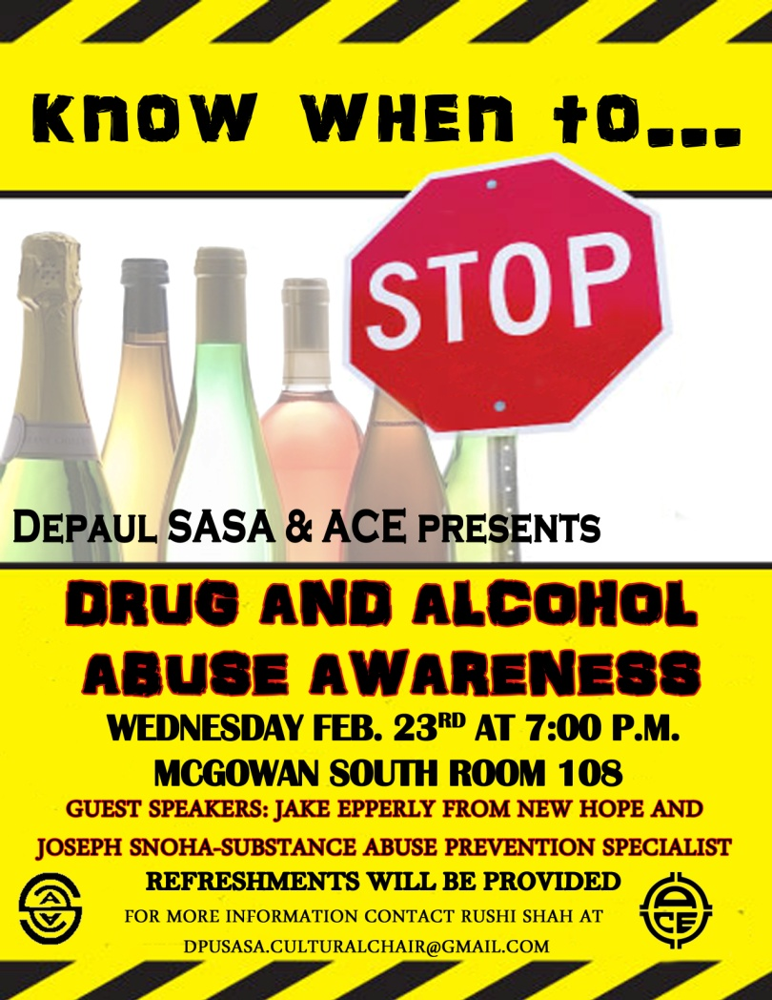 KNOW WHEN TO...
STOP
DEPAUL SASA & ACE PRESENTS
DRUG AND ALCOHOL
ABUSE AWARENESS
WEDNESDAY FEB. 23RD AT 7:00 P.M.
MCGOWAN SOUTH ROOM 108
GUEST SPEAKERS: JAKE EPPERLY FROM NEW HOPE AND
JOSEPH SNOHA-SUBSTANCE ABUSE PREVENTION SPECIALIST
REFRESHMENTS WILL BE PROVIDED
FOR MORE INFORMATION CONTACT RUSHI SHAH AT
DPUSASA.CULTURALCHAIR@GMAIL.COM
SASA
ACE